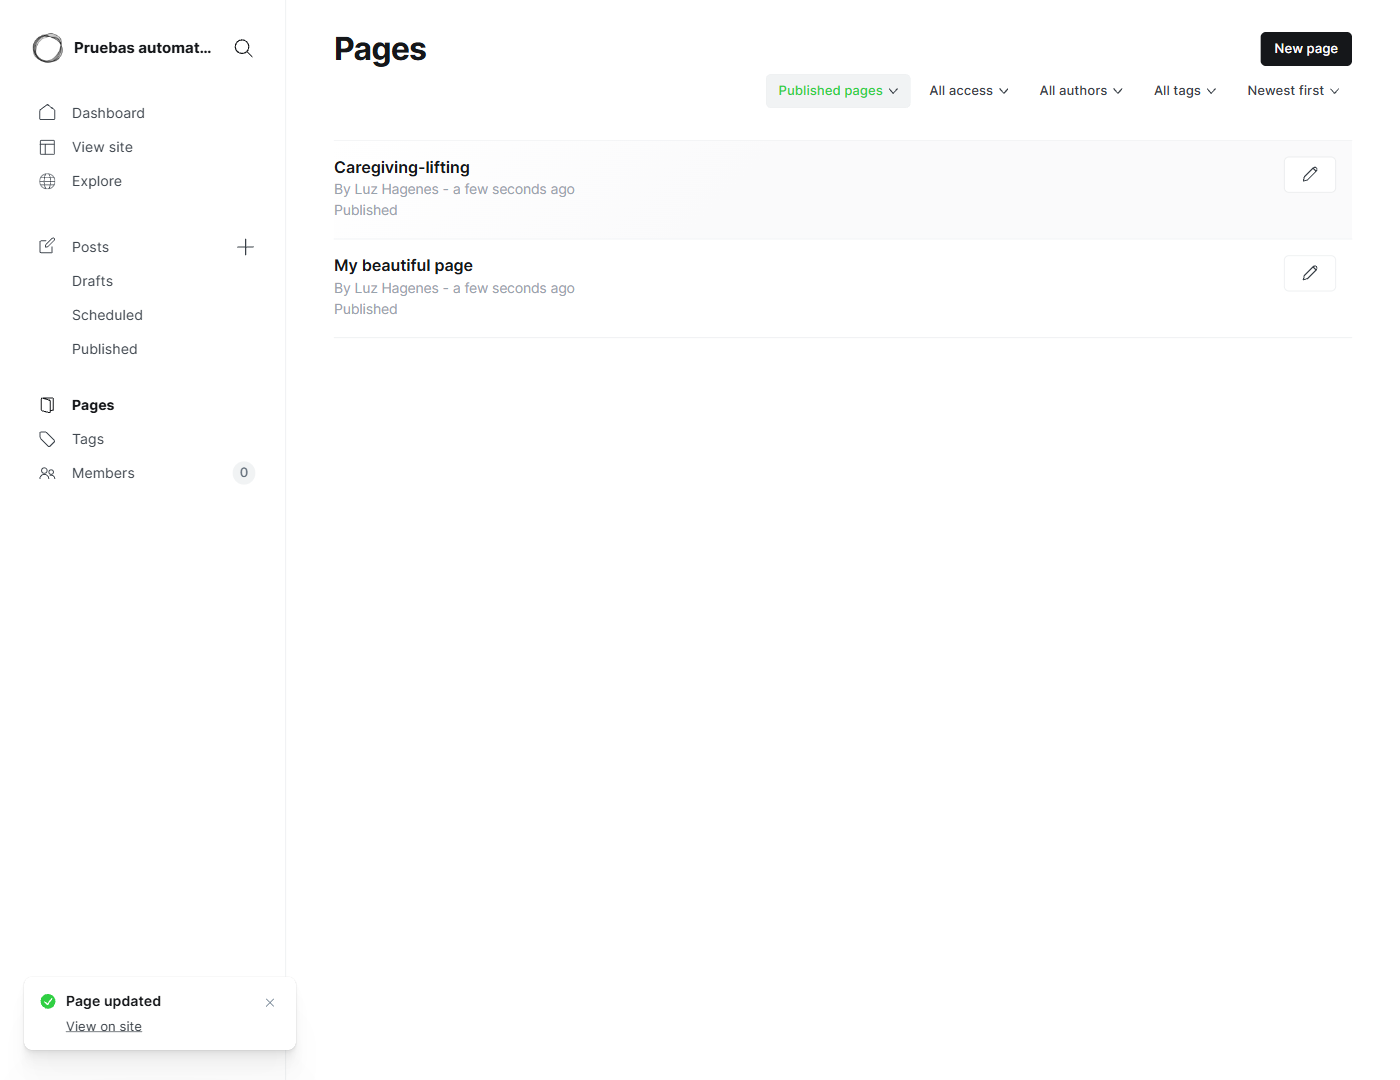 Pruebas automat...
Dashboard
View site
Explore
Posts
Drafts
Scheduled
Published
Pages
Tags
Members
0
Pages
New page
Published pages
All access
All authors
All tags
Newest first
Caregiving-lifting
By Luz Hagenes - a few seconds ago
Published
My beautiful page
By Luz Hagenes - a few seconds ago
Published
Page updated
View on site